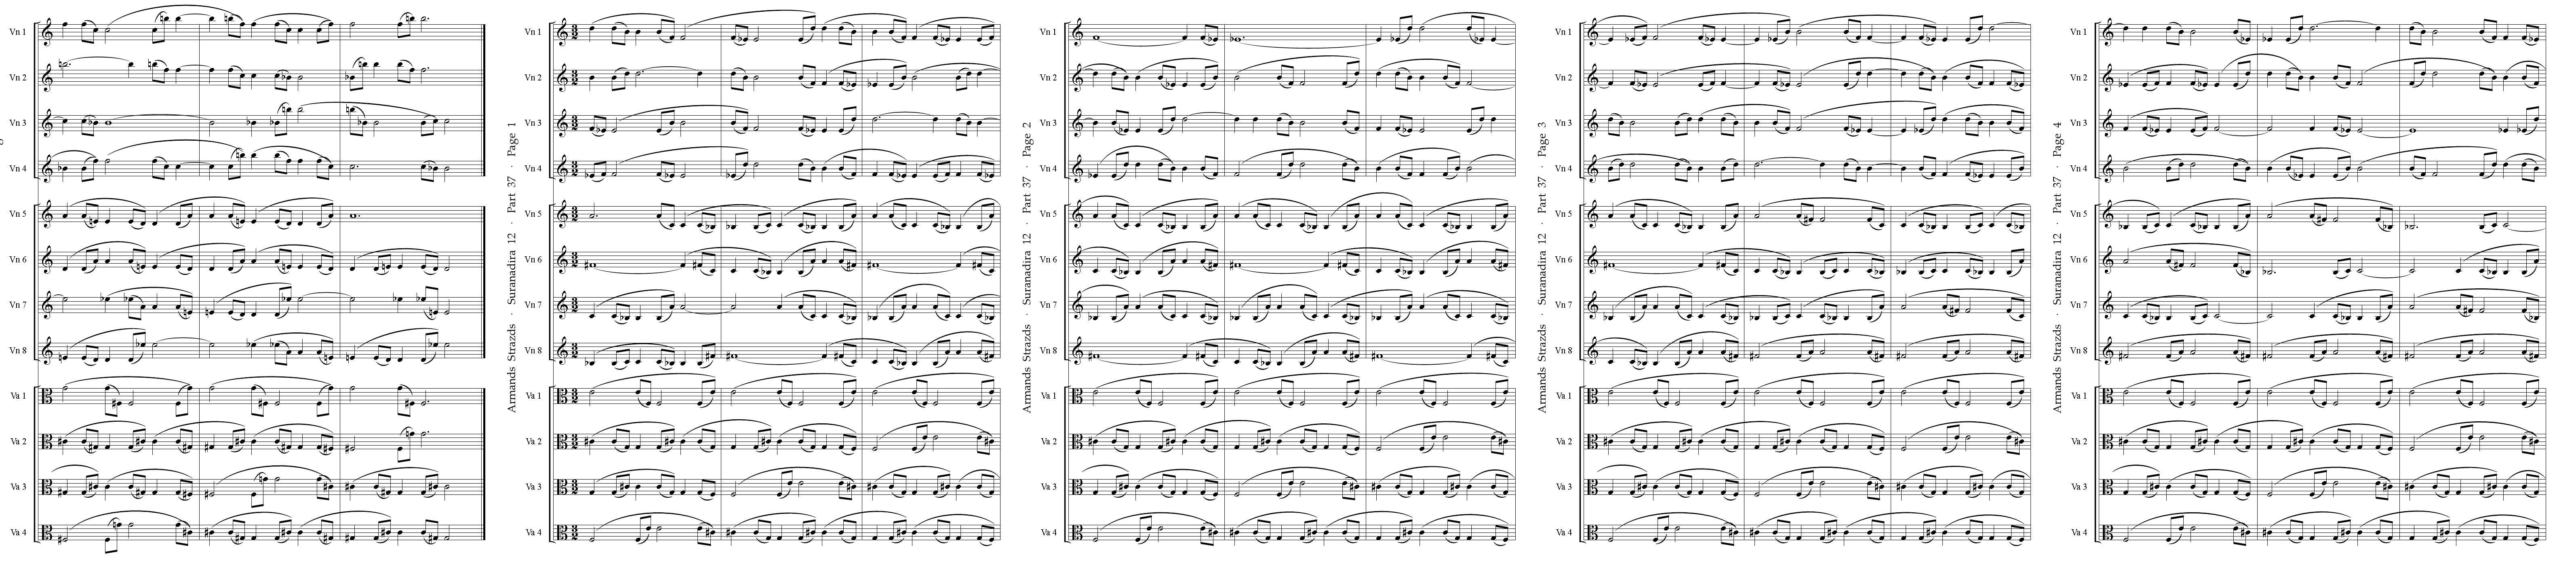 Vn 1
Vn 2
Vn 3
Vn 4
Vn 5
Vn 6
Vn 7
Vn 8
Va 1
Va 2
Va 3
Va 4
Armands Strazds · Suranadira 12 · Part 37 · Page 1
Vn 1
Vn 2
Vn 3
Vn 4
Vn 5
Vn 6
Vn 7
Vn 8
Va 1
Va 2
Va 3
Va 4
Armands Strazds · Suranadira 12 · Part 37 · Page 2
Vn 1
Vn 2
Vn 3
Vn 4
Vn 5
Vn 6
Vn 7
Vn 8
Va 1
Va 2
Va 3
Va 4
Armands Strazds · Suranadira 12 · Part 37 · Page 3
Vn 1
Vn 2
Vn 3
Vn 4
Vn 5
Vn 6
Vn 7
Vn 8
Va 1
Va 2
Va 3
Va 4
Armands Strazds · Suranadira 12 · Part 37 · Page 4
Vn 1
Vn 2
Vn 3
Vn 4
Vn 5
Vn 6
Vn 7
Vn 8
Va 1
Va 2
Va 3
Va 4